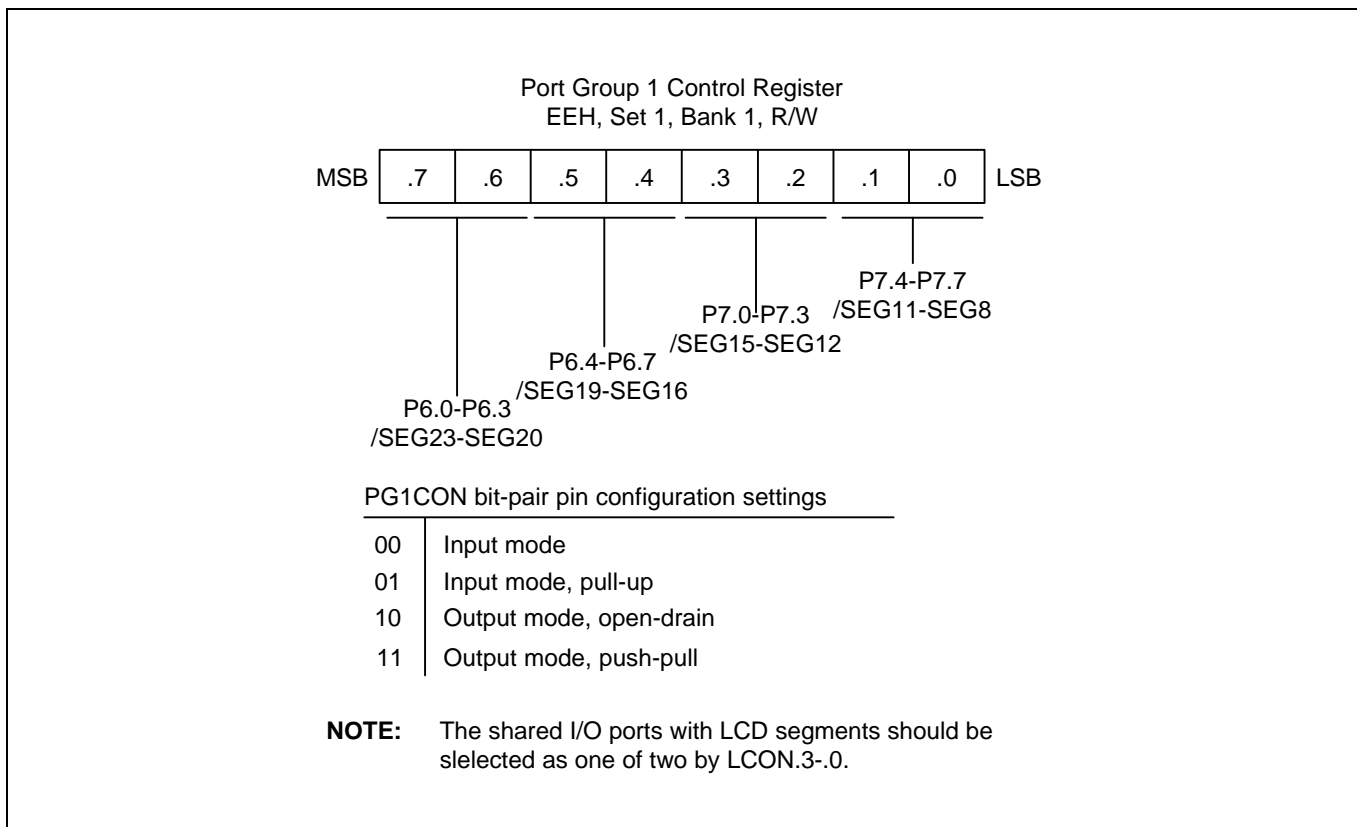 Port Group 1 Control Register
EEH, Set 1, Bank 1, R/W
MSB .7 .6 .5 .4 .3 .2 .1 .0 LSB
P7.4-P7.7
/SEG11-SEG8
P7.0-P7.3
/SEG15-SEG12
P6.4-P6.7
/SEG19-SEG16
P6.0-P6.3
/SEG23-SEG20
PG1CON bit-pair pin configuration settings
00 Input mode
01 Input mode, pull-up
10 Output mode, open-drain
11 Output mode, push-pull
NOTE: The shared I/O ports with LCD segments should be
slelected as one of two by LCON.3-.0.